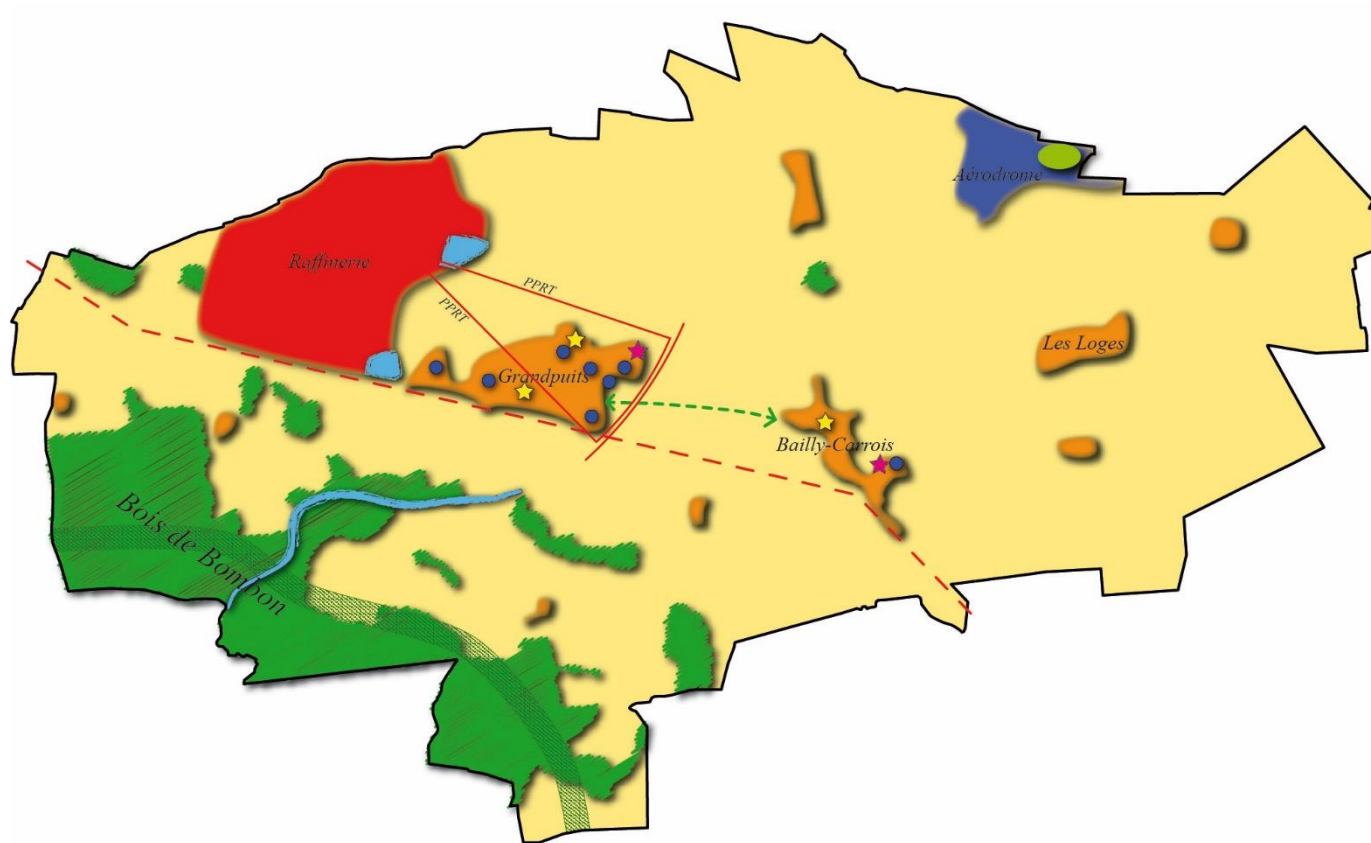 Aérodrome
Raffinerie
PPRT
PPRT
Les Loges
Grandpuits
Bailly-Carrois
Bois de Bombon